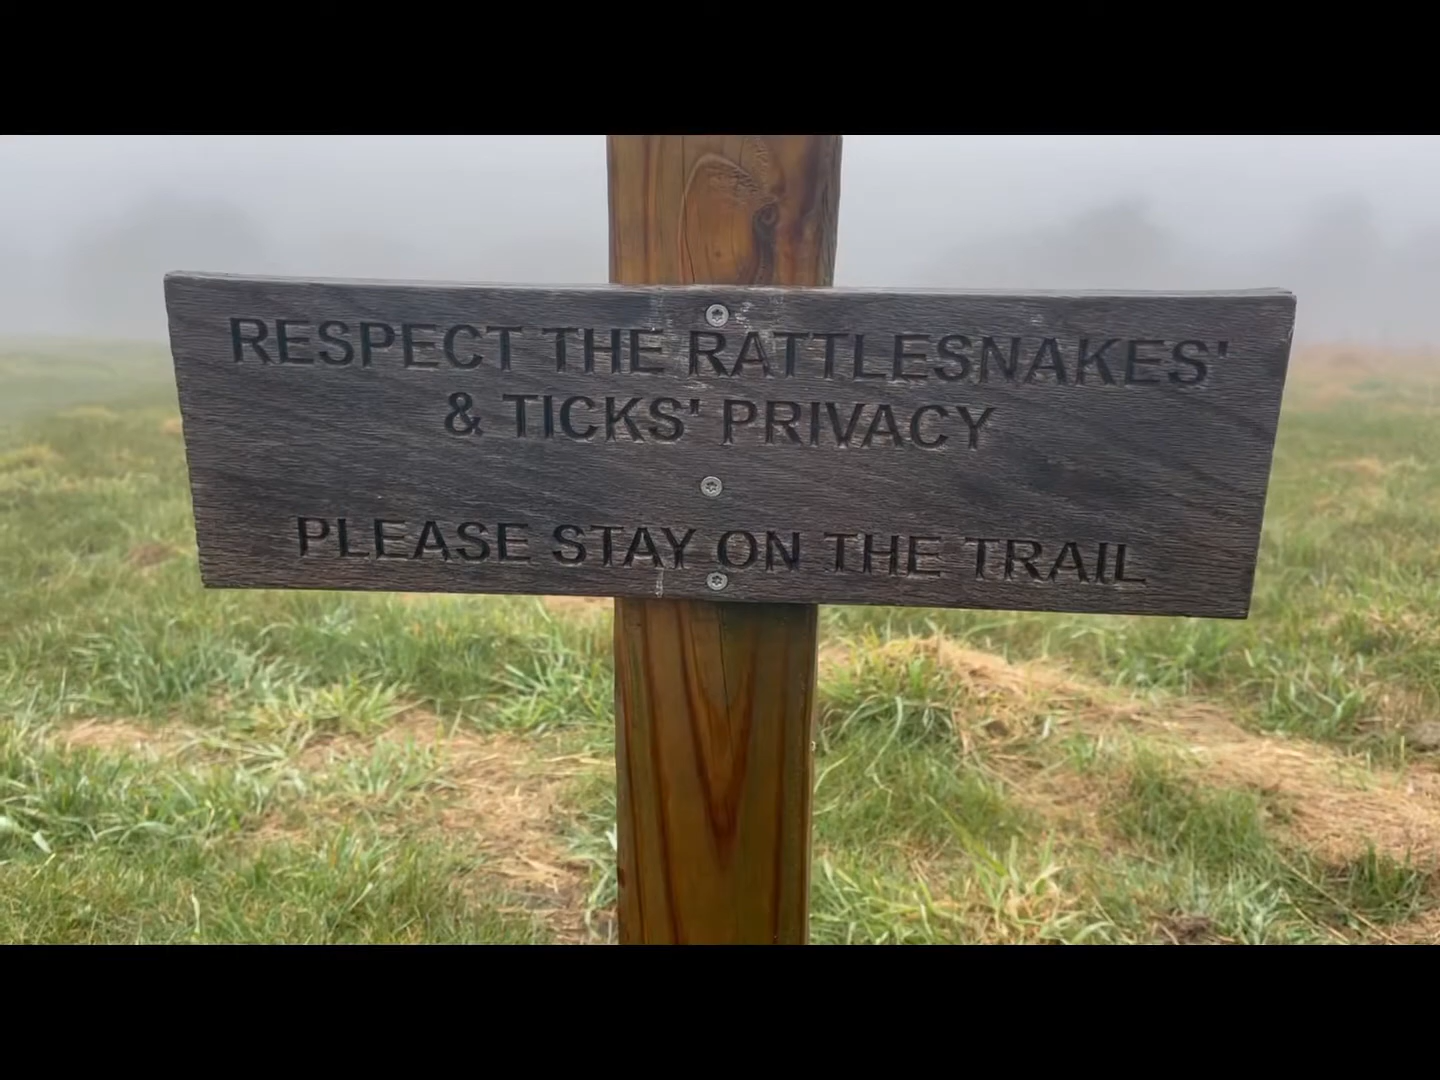 RESPECT THE RATTLESNAKES'
& TICKS' PRIVACY
PLEASE STAY ON THE TRAIL